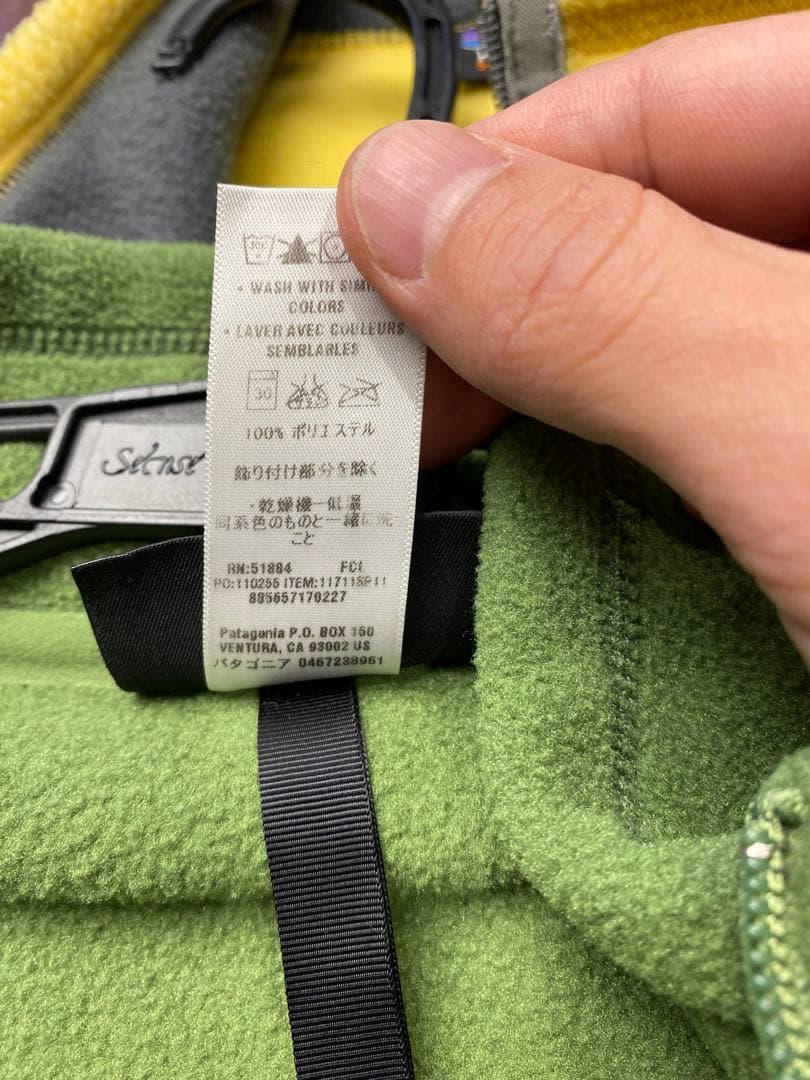 • WASH WITH SIMI
COLORS
• LAVER AVEC COULEURS
SEMBLABLES
30
100% ポリエステル
飾り付け部分を除く
・乾燥機－低温
同系色のものと一緒に洗
こと
RN:51884 FCL
PO:110255 ITEM:11711SP11
885657170227
Patagonia P.O. BOX 150
VENTURA, CA 93002 US
パタゴニア 0467238961